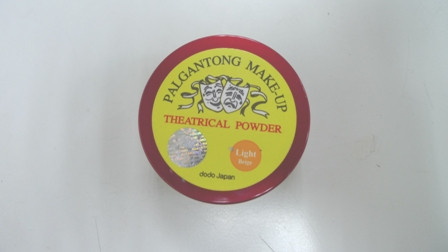 PALGANTONG MAKE-UP
THEATRICAL POWDER
Light
Beige
dodo Japan